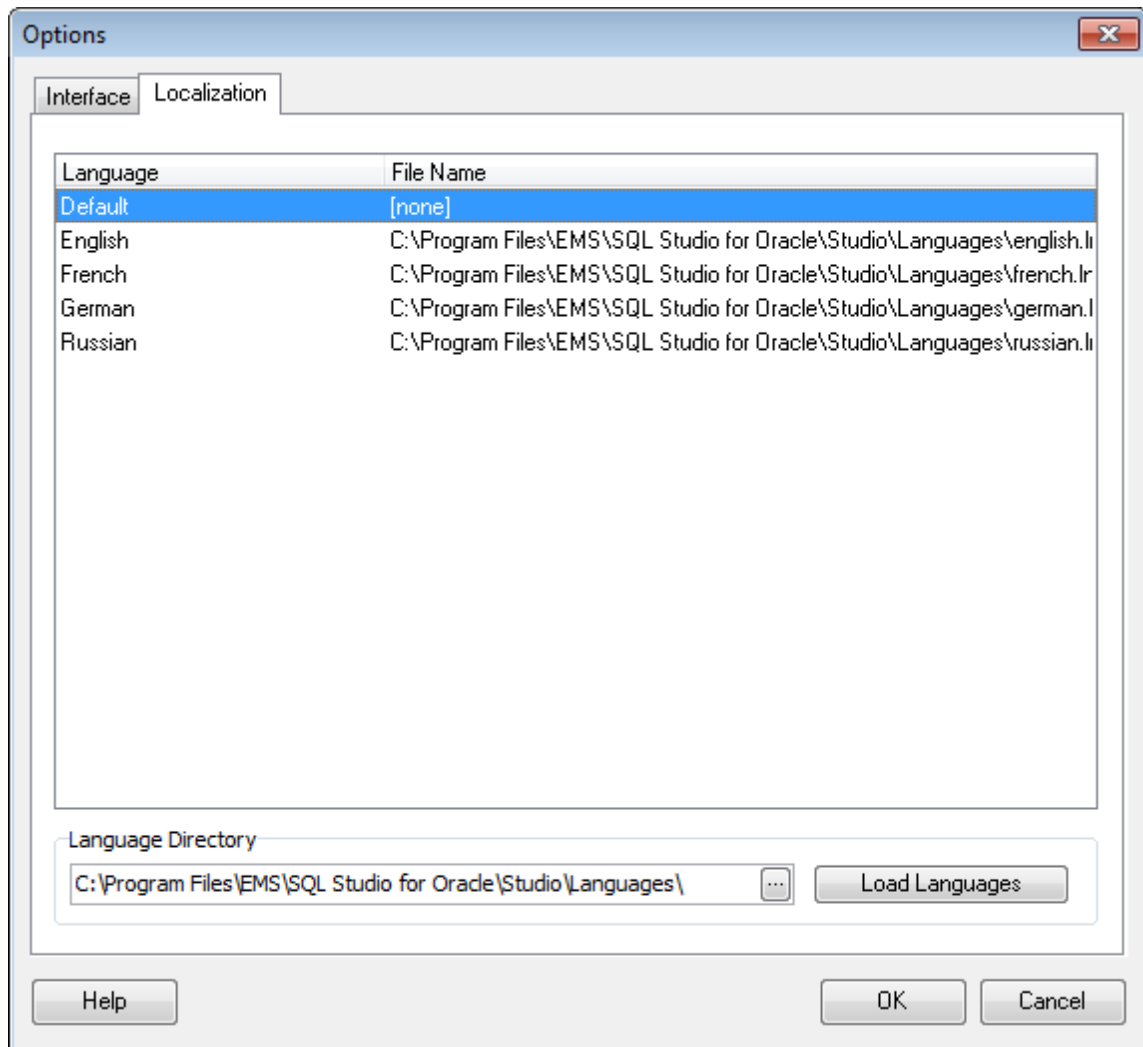 Options
Interface Localization
Language File Name
Default [none]
English C:\Program Files\EMS\SQL Studio for Oracle\Studio\Languages\english.l
French C:\Program Files\EMS\SQL Studio for Oracle\Studio\Languages\french.l
German C:\Program Files\EMS\SQL Studio for Oracle\Studio\Languages\german.l
Russian C:\Program Files\EMS\SQL Studio for Oracle\Studio\Languages\russian.l
Language Directory
C:\Program Files\EMS\SQL Studio for Oracle\Studio\Languages\ ... Load Languages
Help OK Cancel